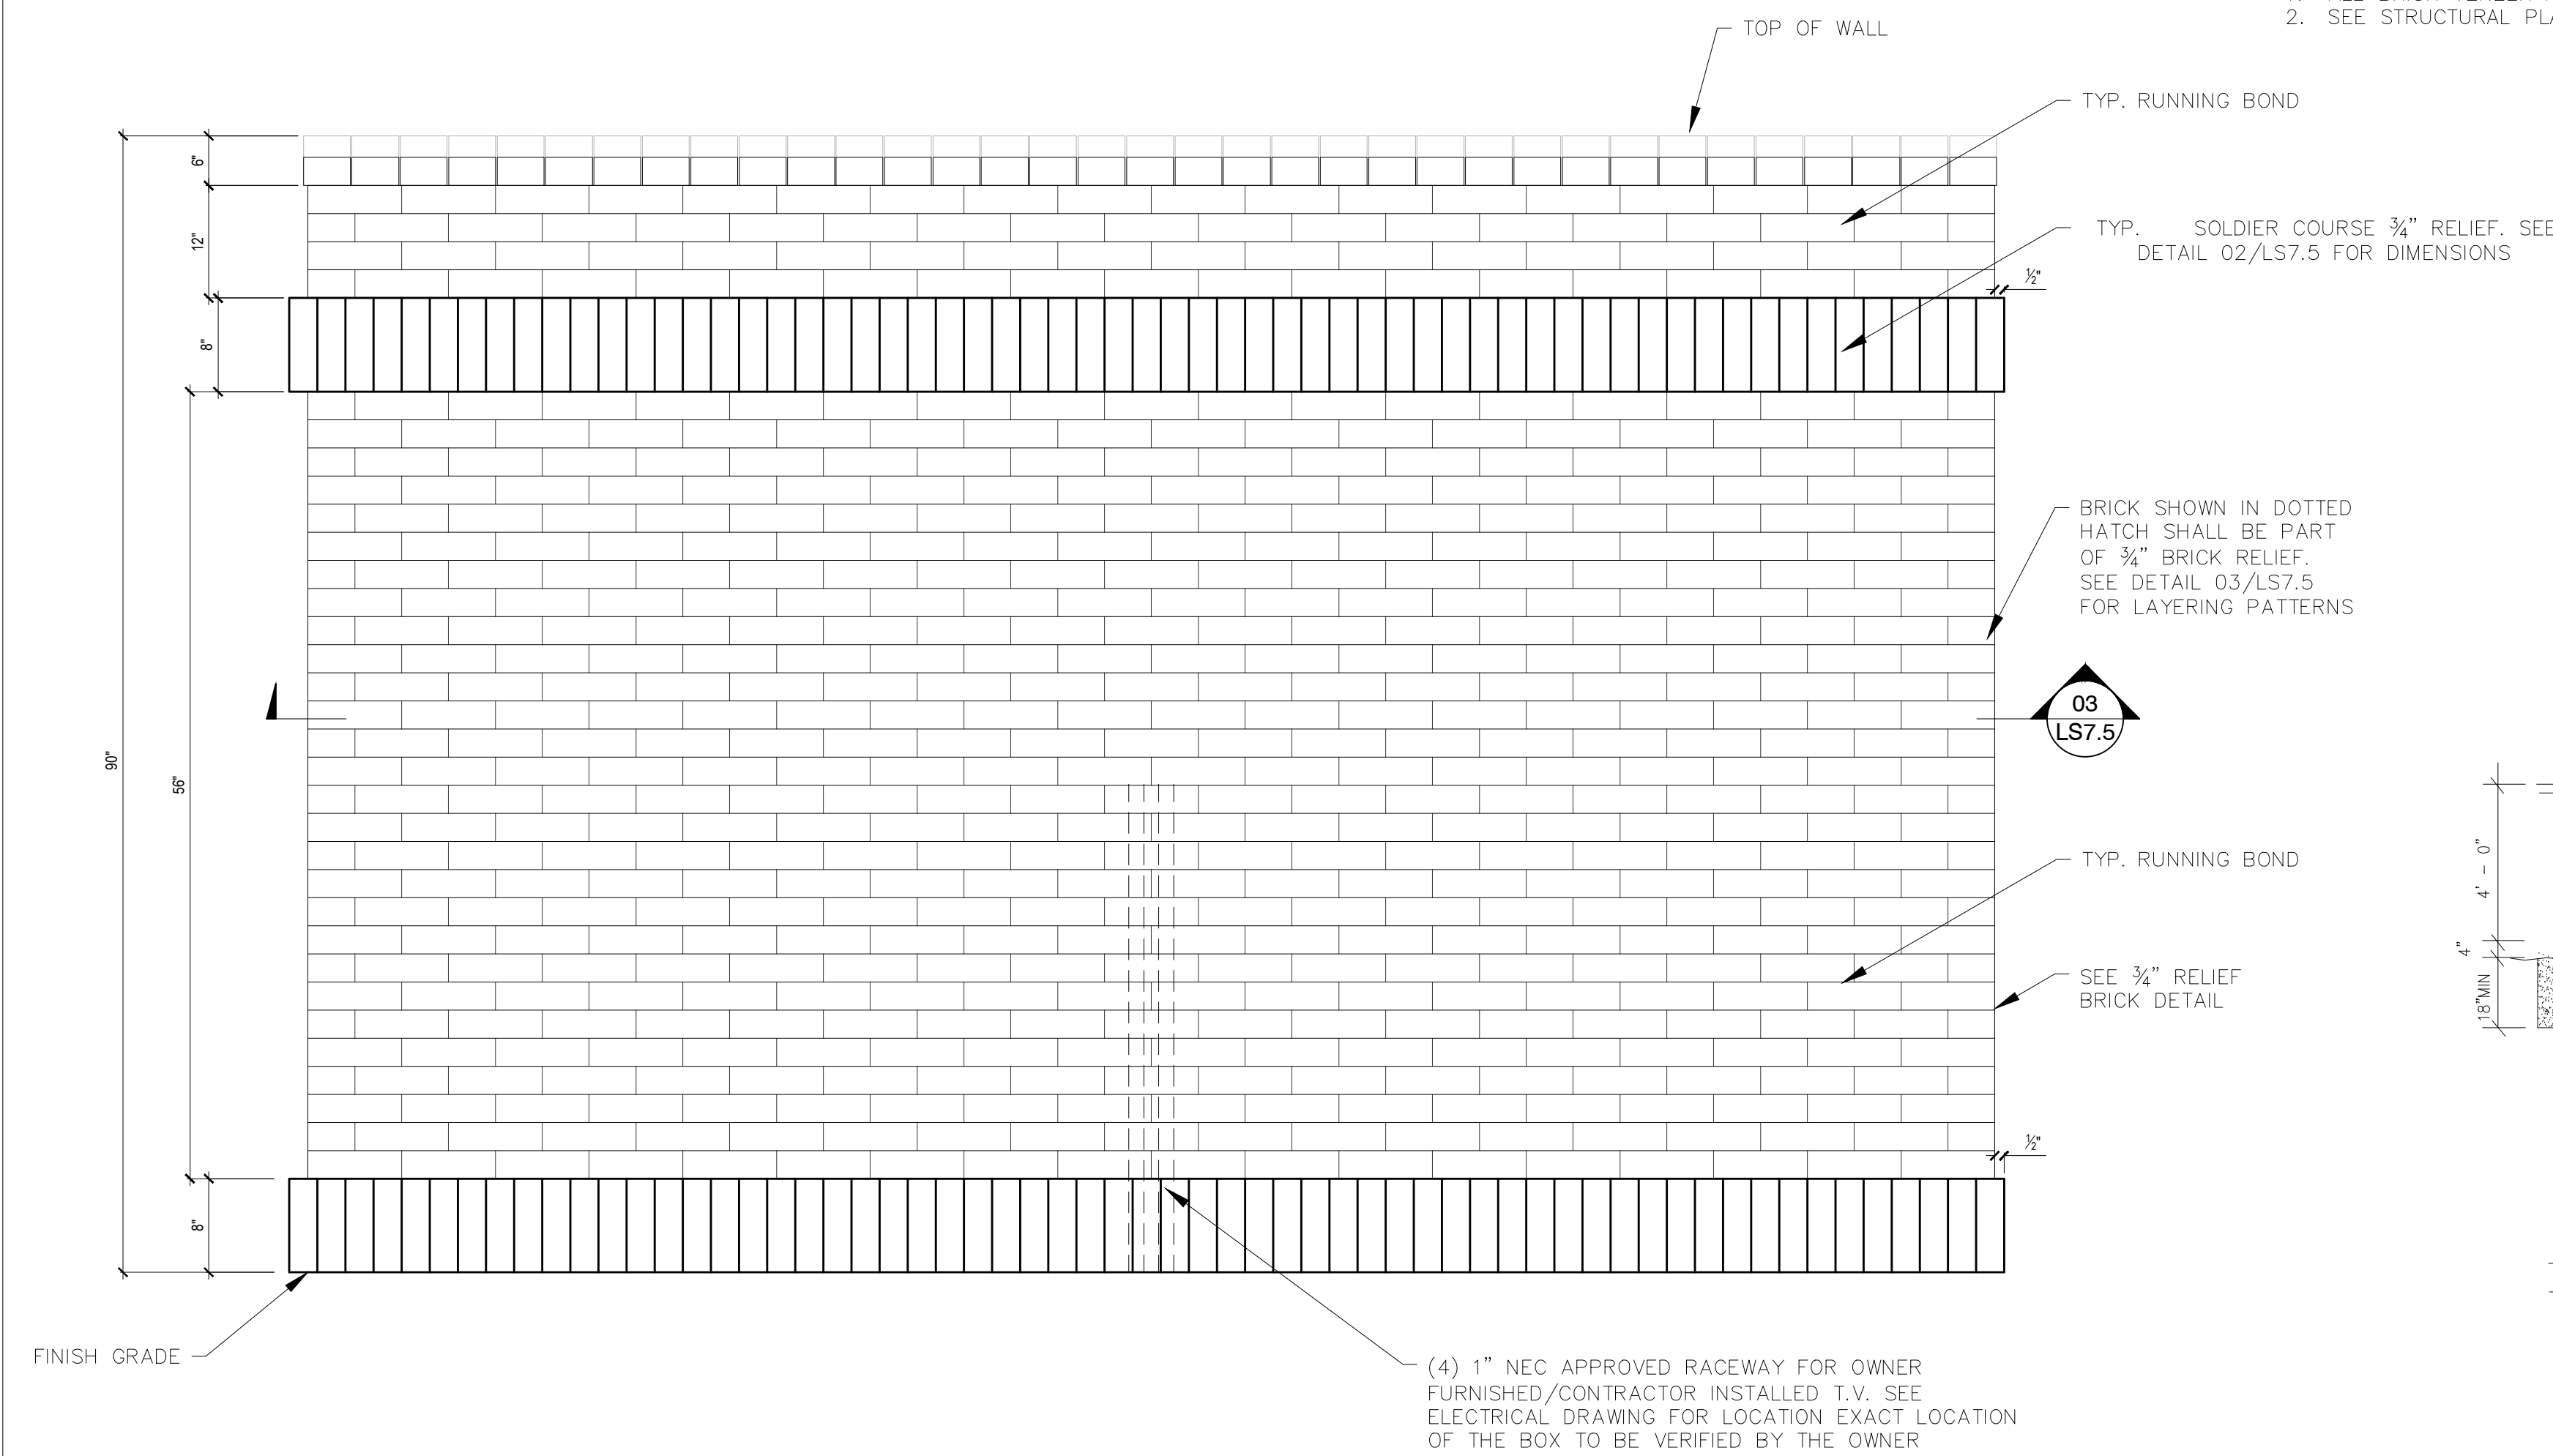 2. SEE STRUCTURAL
TOP OF WALL
TYP. RUNNING BOND
TYP. SOLDIER COURSE ¾” RELIEF. SEE
DETAIL 02/LS7.5 FOR DIMENSIONS
6"
12"
8"
½"
90"
56"
BRICK SHOWN IN DOTTED
HATCH SHALL BE PART
OF ¾” BRICK RELIEF.
SEE DETAIL 03/LS7.5
FOR LAYERING PATTERNS
03
LS7.5
TYP. RUNNING BOND
SEE ¾” RELIEF
BRICK DETAIL
4' - 0"
4"
18"MIN
½"
8"
FINISH GRADE
(4) 1” NEC APPROVED RACEWAY FOR OWNER
FURNISHED/CONTRACTOR INSTALLED T.V. SEE
ELECTRICAL DRAWING FOR LOCATION EXACT LOCATION
OF THE BOX TO BE VERIFIED BY THE OWNER